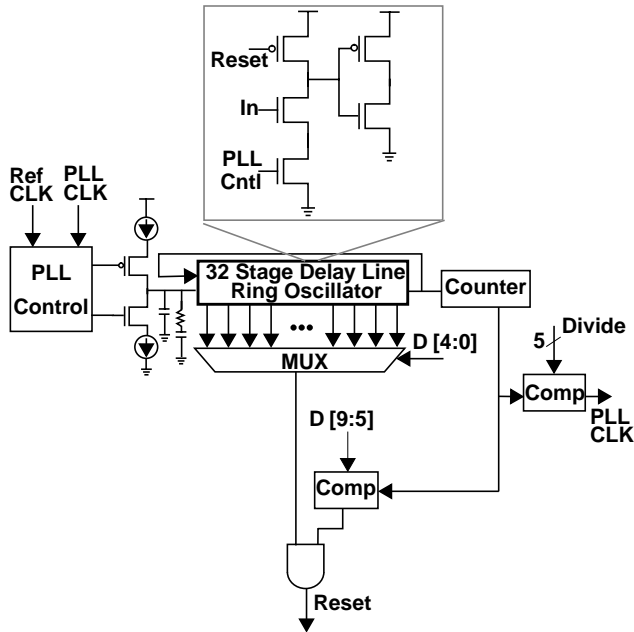 Reset
In
PLL
Cntl
Ref
CLK
PLL
CLK
PLL
Control
32 Stage Delay Line
Ring Oscillator
Counter
•••
MUX
D [4:0]
5
Divide
Comp
PLL
CLK
D [9:5]
Comp
Reset